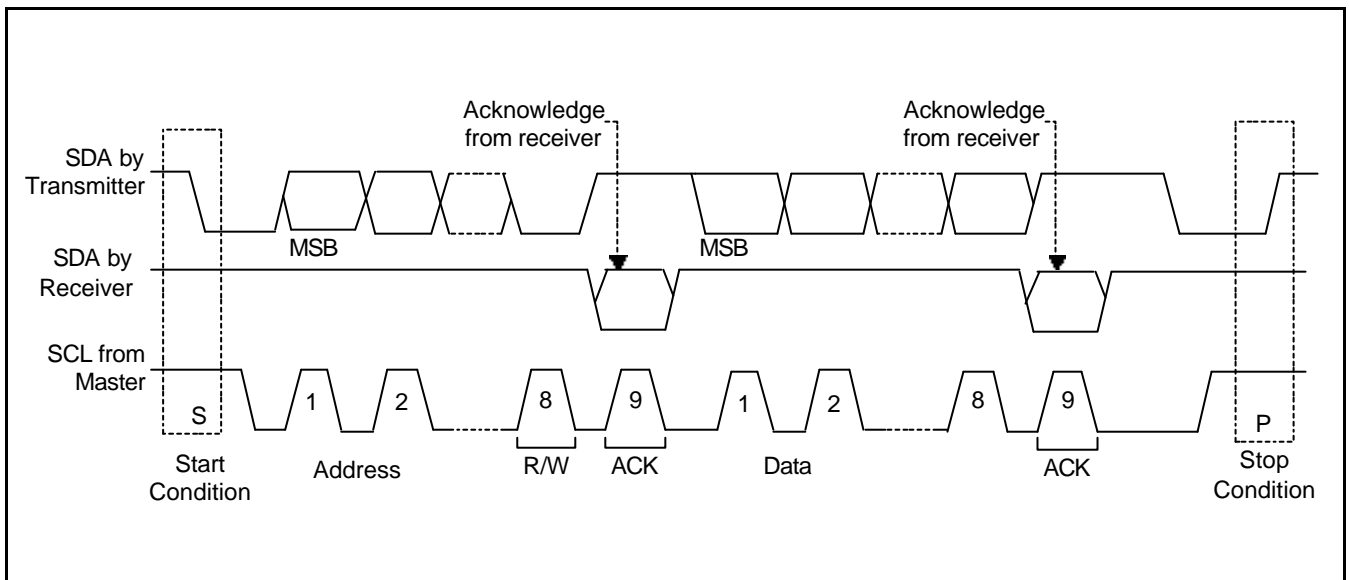 Acknowledge
from receiver
Acknowledge
from receiver
SDA by
Transmitter
MSB
MSB
SDA by
Receiver
SCL from
Master
S
1
2
8
9
1
2
8
9
P
Start
Condition
Address
R/W
ACK
Data
ACK
Stop
Condition